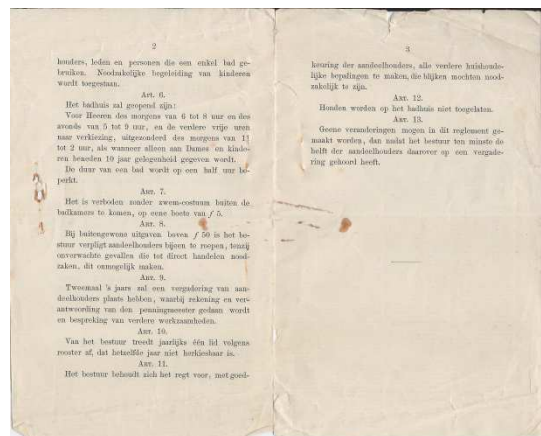 2
houders, leden en personen die een enkel bad ge-
bruiken. Noodzakelijke begeleiding van kinderen
wordt toegestaan.
Art. 6.
Het badhuis zal geopend zijn:
Voor Heeren des morgens van 6 tot 8 uur en des
avonds van 5 tot 9 uur, en de verdere vrije uren
naar verkiezing, uitgezonderd des morgens van 11
tot 2 uur, als wanneer alleen aan Dames en kinde-
ren beneden 10 jaar gelegenheid gegeven wordt.
De duur van een bad wordt op een half uur be-
perkt.
Art. 7.
Het is verboden zonder zwem-costuum buiten de
badkamers te komen, op eene boete van ƒ 5.
Art. 8.
Bij buitengewone uitgaven boven ƒ 50 is het be-
stuur verpligt aandeelhouders bijeen te roepen, tenzij
onverwachte gevallen die tot direct handelen nood-
zaken, dit onmogelijk maken.
Art. 9.
Tweemaal 's jaars zal een vergadering van aan-
deelhouders plaats hebben, waarbij rekening en ver-
antwoording van den penningmeester gedaan wordt
en bespreking van verdere werkzaamheden.
Art. 10.
Van het bestuur treedt jaarlijks één lid volgens
rooster af, dat hetzelfde jaar niet herkiesbaar is.
Art. 11.
Het bestuur behoudt zich het regt voor, met goed-
3
keuring der aandeelhouders, alle verdere huishoude-
lijke bepalingen te maken, die blijken mochten nood-
zakelijk te zijn.
Art. 12.
Honden worden op het badhuis niet toegelaten.
Art. 13.
Geene veranderingen mogen in dit reglement ge-
maakt worden, dan nadat het bestuur ten minste de
helft der aandeelhouders daarover op een vergade-
ring gehoord heeft.